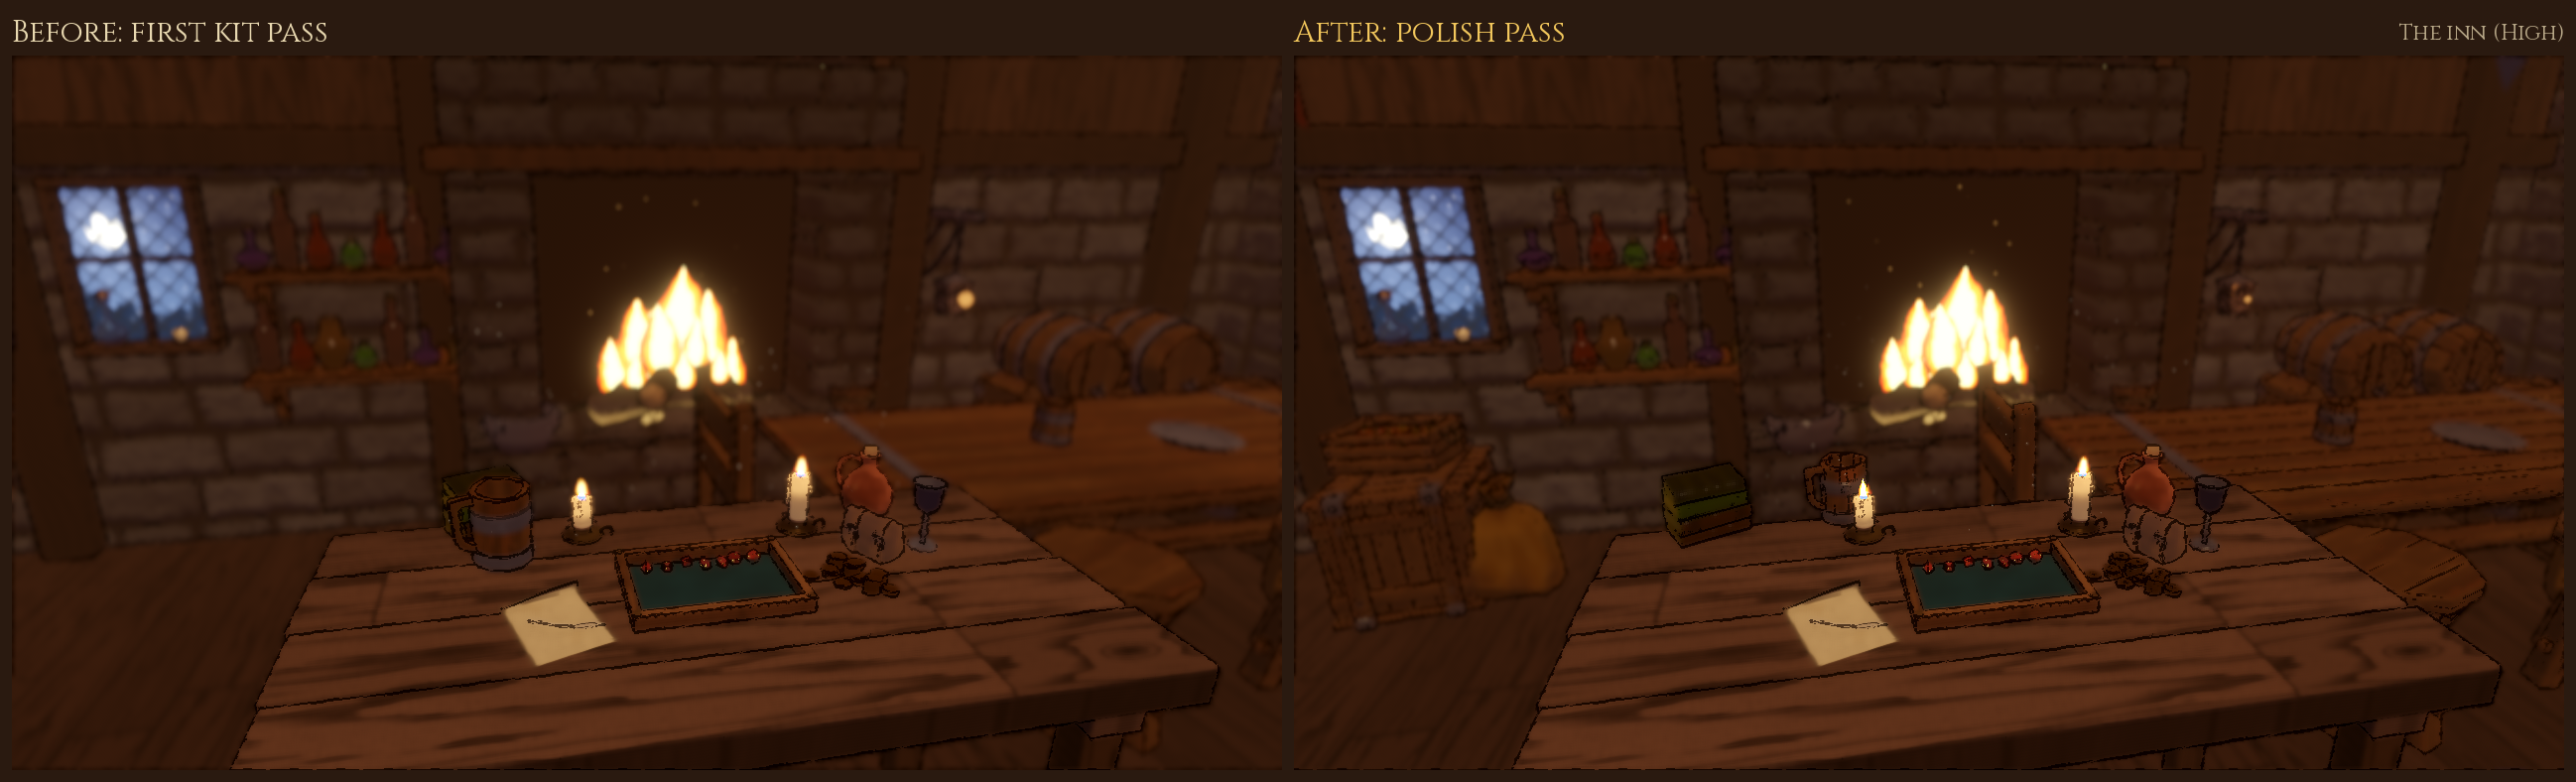 Before: first kit pass
After: polish pass
The inn (High)